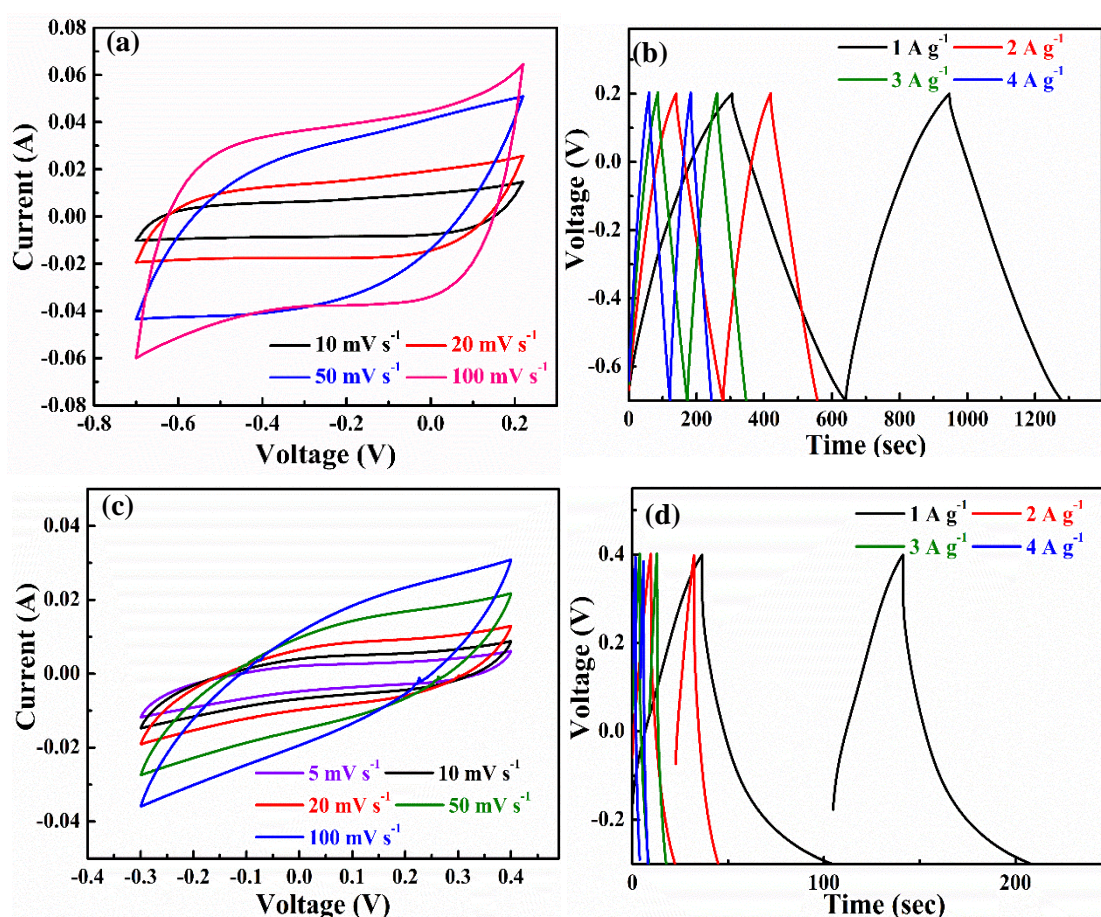 (a)
0.08
0.06
0.04
0.02
0.00
-0.02
-0.04
-0.06
-0.08
Current (A)
10 mV s⁻¹ 20 mV s⁻¹
50 mV s⁻¹ 100 mV s⁻¹
-0.8 -0.6 -0.4 -0.2 0.0 0.2
Voltage (V)
(b)
1 A g⁻¹ 2 A g⁻¹
3 A g⁻¹ 4 A g⁻¹
0.2
0.0
-0.2
-0.4
-0.6
Voltage (V)
0 200 400 600 800 1000 1200
Time (sec)
(c)
0.04
0.02
0.00
-0.02
-0.04
Current (A)
5 mV s⁻¹ 10 mV s⁻¹
20 mV s⁻¹ 50 mV s⁻¹
100 mV s⁻¹
-0.4 -0.3 -0.2 -0.1 0.0 0.1 0.2 0.3 0.4
Voltage (V)
(d)
1 A g⁻¹ 2 A g⁻¹
3 A g⁻¹ 4 A g⁻¹
0.4
0.2
0.0
-0.2
Voltage (V)
0 100 200
Time (sec)